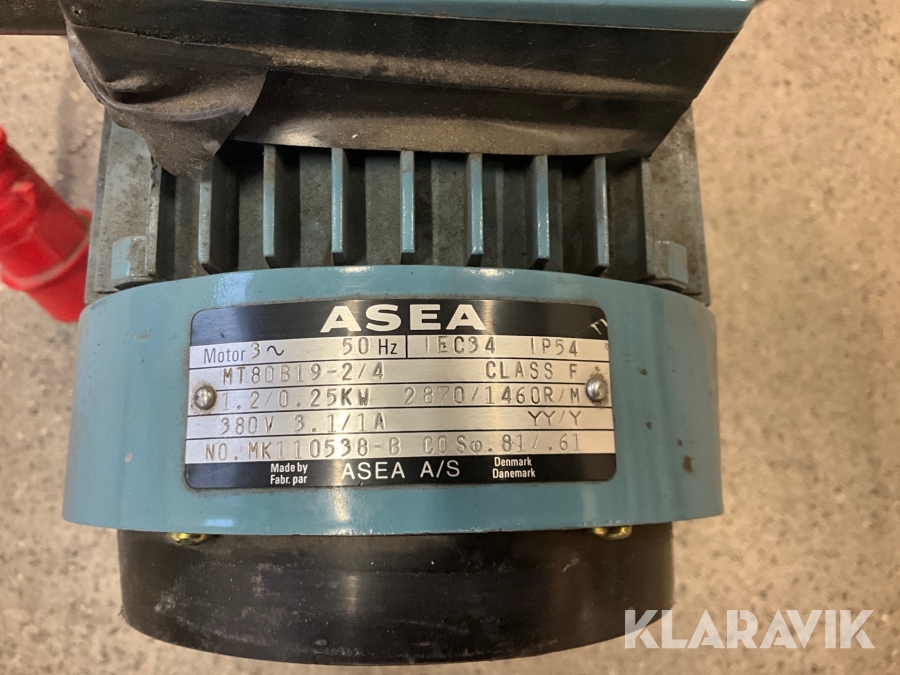 ASEA
Motor 3~ 50 Hz IEC34 IP54
MT80B19-2/4 CLASS F
1.2/0.25KW 2870/1460R/M
380V 3.1/1A YY/Y
NO. MK110538-B COSφ.81/.61
Made by
Fabr. par
ASEA A/S
Denmark
Danemark
KLARAVIK